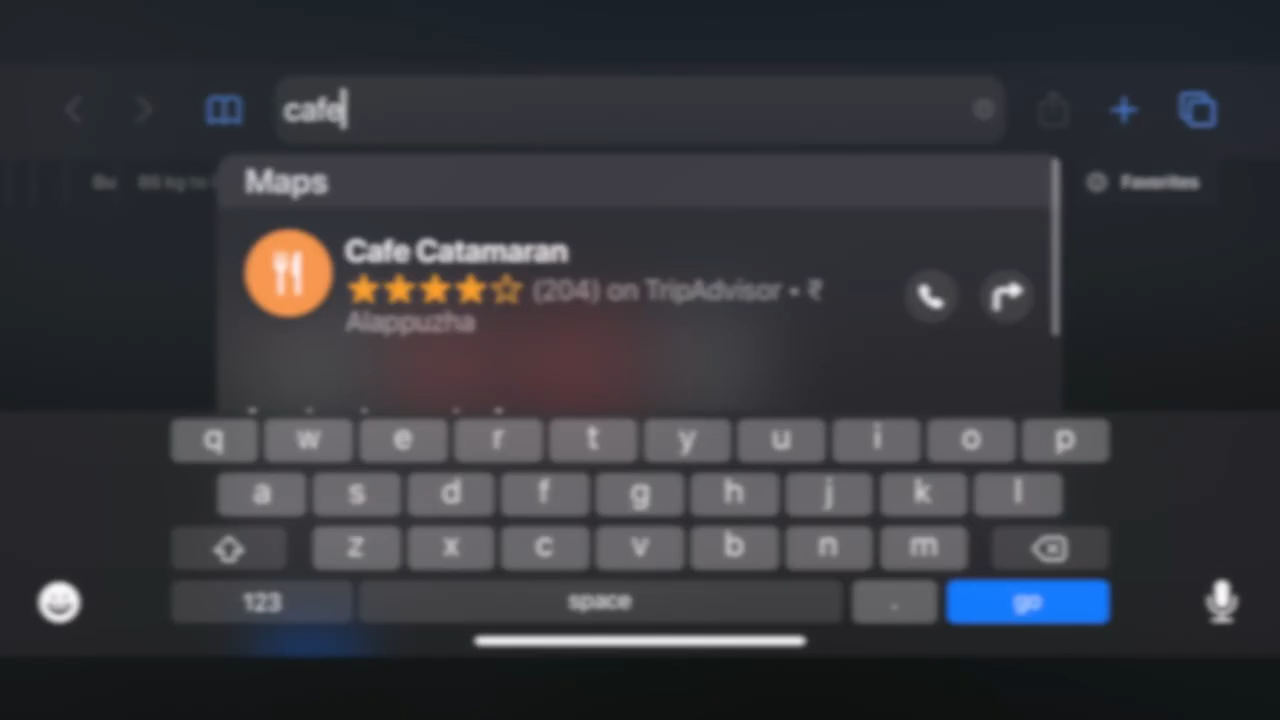 cafe
Favorites
Maps
Cafe Catamaran
(204) on TripAdvisor • ₹
Alappuzha
q w e r t y u i o p
a s d f g h j k l
z x c v b n m
123 space . go